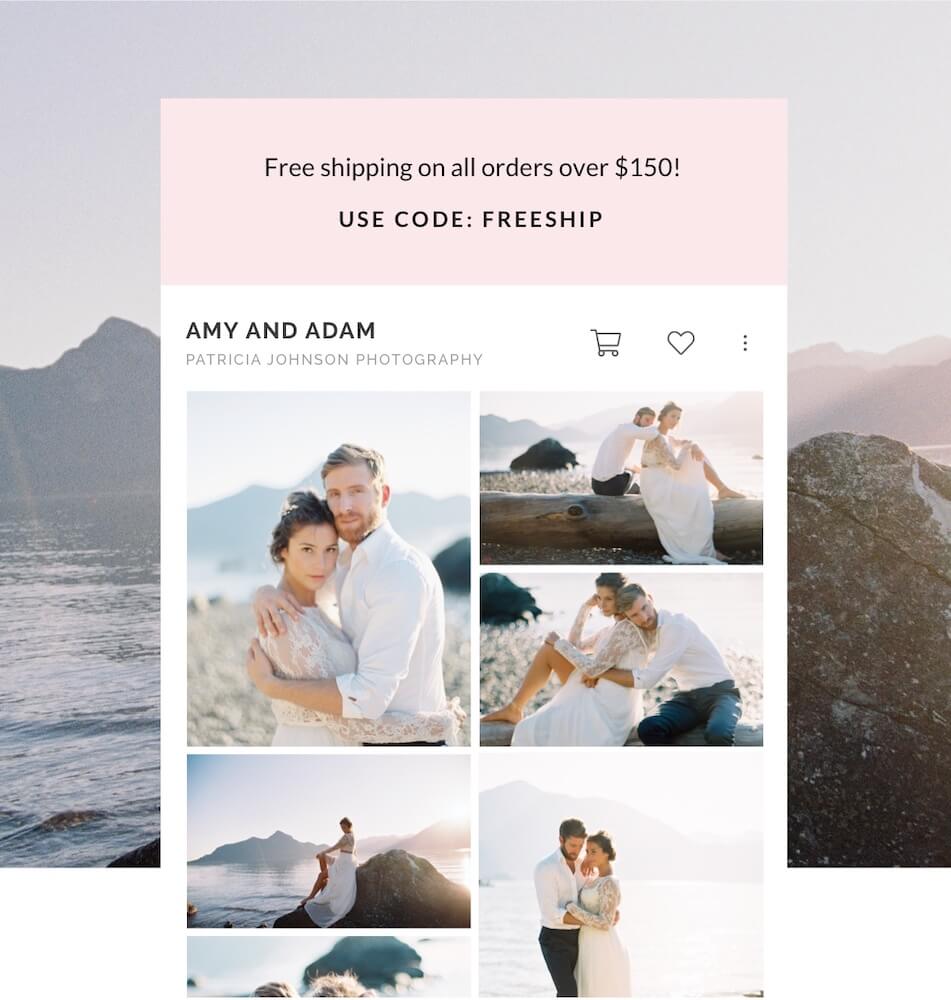 Free shipping on all orders over $150!
USE CODE: FREESHIP
AMY AND ADAM
PATRICIA JOHNSON PHOTOGRAPHY